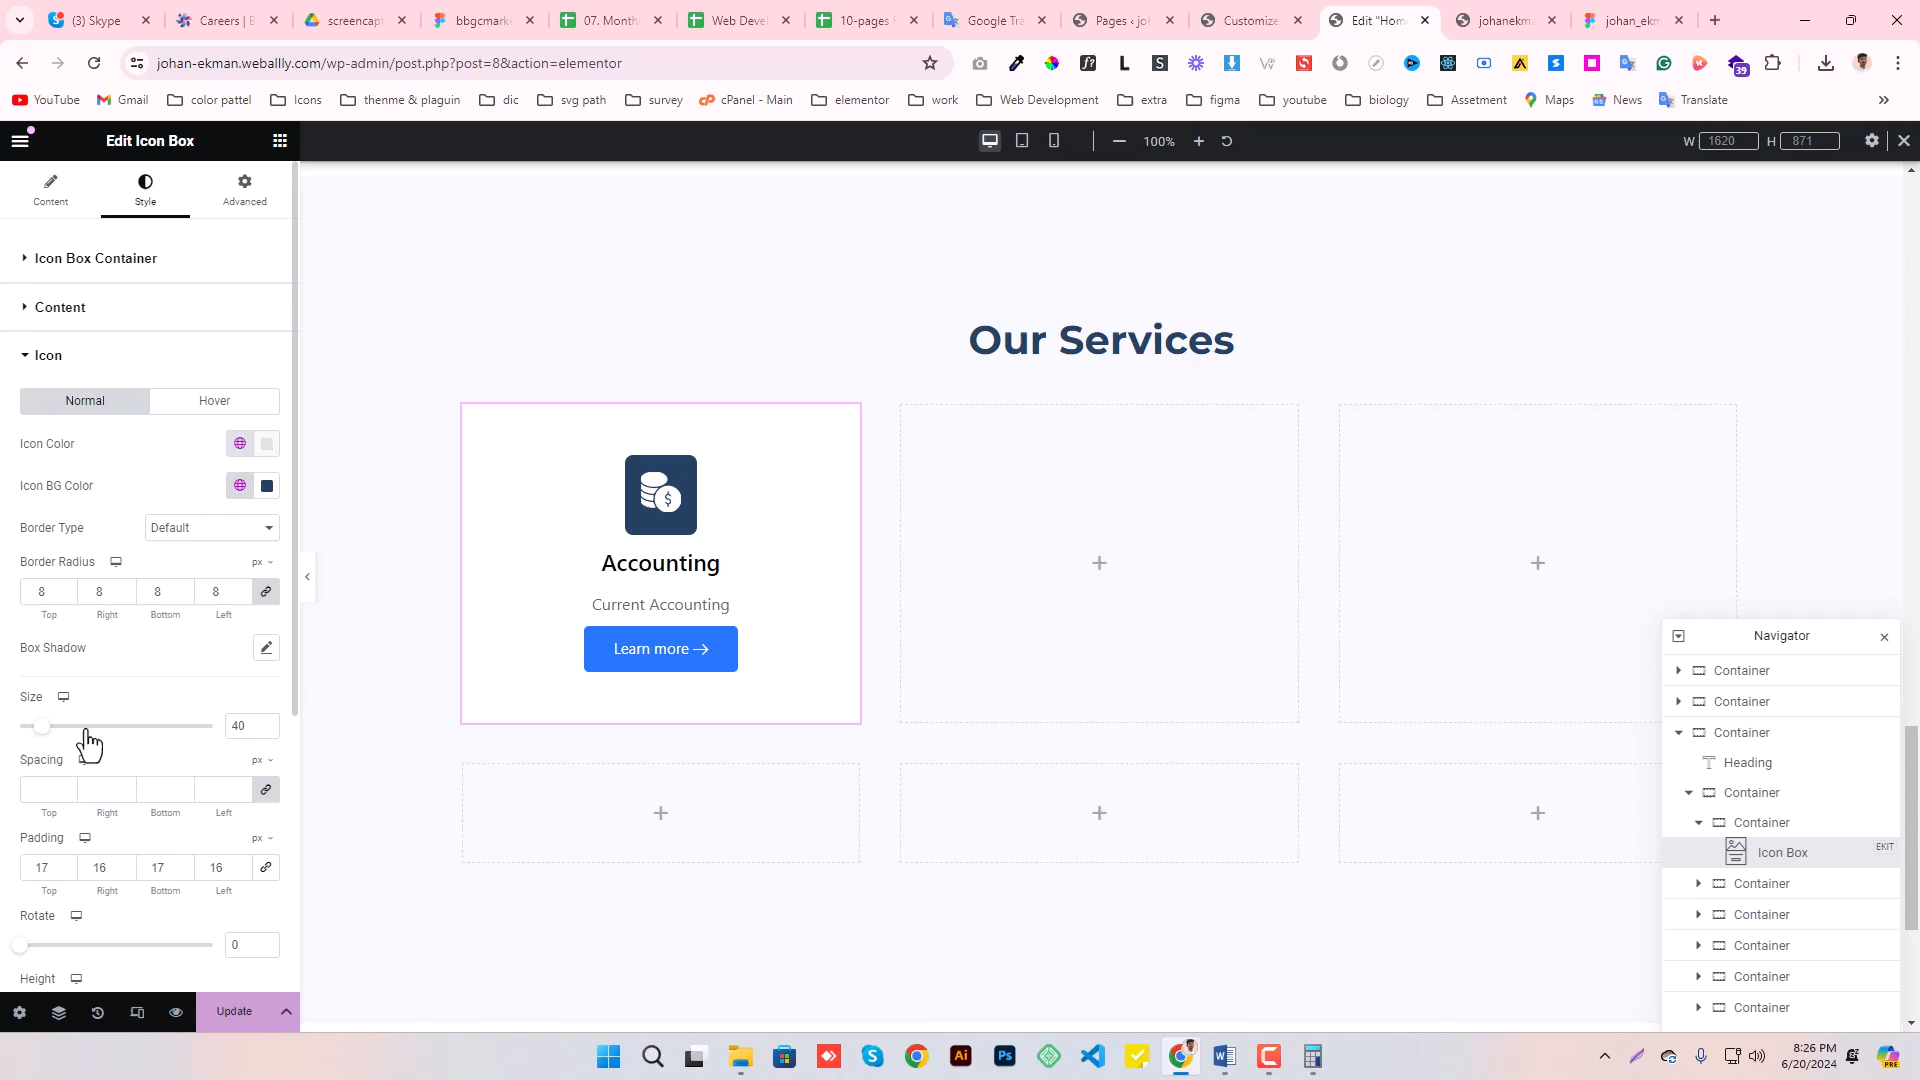 (3) Skype
Careers | B
screencapt
bbgcmark
07. Month
Web Devel
10-pages F
Google Tra
Pages ‹ joh
Customize
Edit "Hom
johanekma
johan_ekm
johan-ekman.weballly.com/wp-admin/post.php?post=8&action=elementor
39
YouTube
Gmail
color pattel
Icons
thenme & plaguin
dic
svg path
survey
cPanel - Main
elementor
work
Web Development
extra
figma
youtube
biology
Assetment
Maps
News
Translate
Edit Icon Box
100%
W 1620 H 871
Content
Style
Advanced
Icon Box Container
Content
Icon
Normal
Hover
Icon Color
Icon BG Color
Border Type
Default
Border Radius
px
8 8 8 8
Top Right Bottom Left
Box Shadow
Size
40
Spacing
px
Top Right Bottom Left
Padding
px
17 16 17 16
Top Right Bottom Left
Rotate
0
Height
Update
Our Services
Accounting
Current Accounting
Learn more
Navigator
Container
Container
Container
Heading
Container
Container
Icon Box
EKIT
Container
Container
Container
Container
Container
8:26 PM
6/20/2024